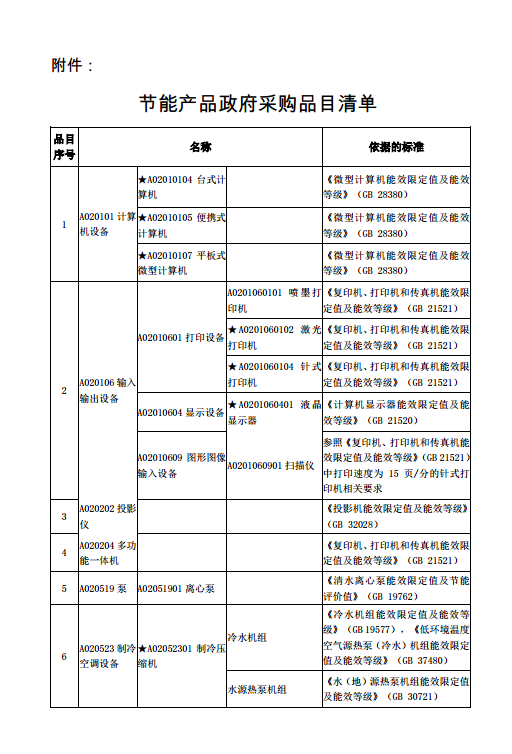 附件：
节能产品政府采购品目清单
品目
序号
名称
依据的标准
1
A020101 计算
机设备
★A02010104 台式计
算机
《微型计算机能效限定值及能效
等级》（GB 28380）
★A02010105 便携式
计算机
《微型计算机能效限定值及能效
等级》（GB 28380）
★A02010107 平板式
微型计算机
《微型计算机能效限定值及能效
等级》（GB 28380）
2
A020106 输入
输出设备
A02010601 打印设备
A0201060101 喷墨打
印机
《复印机、打印机和传真机能效限
定值及能效等级》（GB 21521）
★A0201060102 激光
打印机
《复印机、打印机和传真机能效限
定值及能效等级》（GB 21521）
★A0201060104 针式
打印机
《复印机、打印机和传真机能效限
定值及能效等级》（GB 21521）
A02010604 显示设备
★A0201060401 液晶
显示器
《计算机显示器能效限定值及能
效等级》（GB 21520）
A02010609 图形图像
输入设备
A0201060901 扫描仪
参照《复印机、打印机和传真机能
效限定值及能效等级》（GB 21521）
中打印速度为 15 页/分的针式打
印机相关要求
3
A020202 投影
仪
《投影机能效限定值及能效等级》
（GB 32028）
4
A020204 多功
能一体机
《复印机、打印机和传真机能效限
定值及能效等级》（GB 21521）
5
A020519 泵
A02051901 离心泵
《清水离心泵能效限定值及节能
评价值》（GB 19762）
6
A020523 制冷
空调设备
★A02052301 制冷压
缩机
冷水机组
《冷水机组能效限定值及能效等
级》（GB 19577），《低环境温度
空气源热泵（冷水）机组能效限定
值及能效等级》（GB 37480）
水源热泵机组
《水（地）源热泵机组能效限定值
及能效等级》（GB 30721）